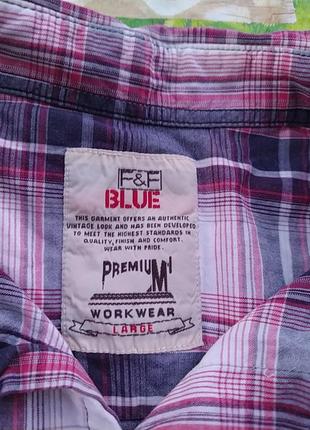 F&F
BLUE
THIS GARMENT OFFERS AN AUTHENTIC
VINTAGE LOOK AND HAS BEEN DEVELOPED
TO MEET THE HIGHEST STANDARDS IN
QUALITY, FINISH AND COMFORT.
WEAR WITH PRIDE.
PREMIUM
WORKWEAR
LARGE